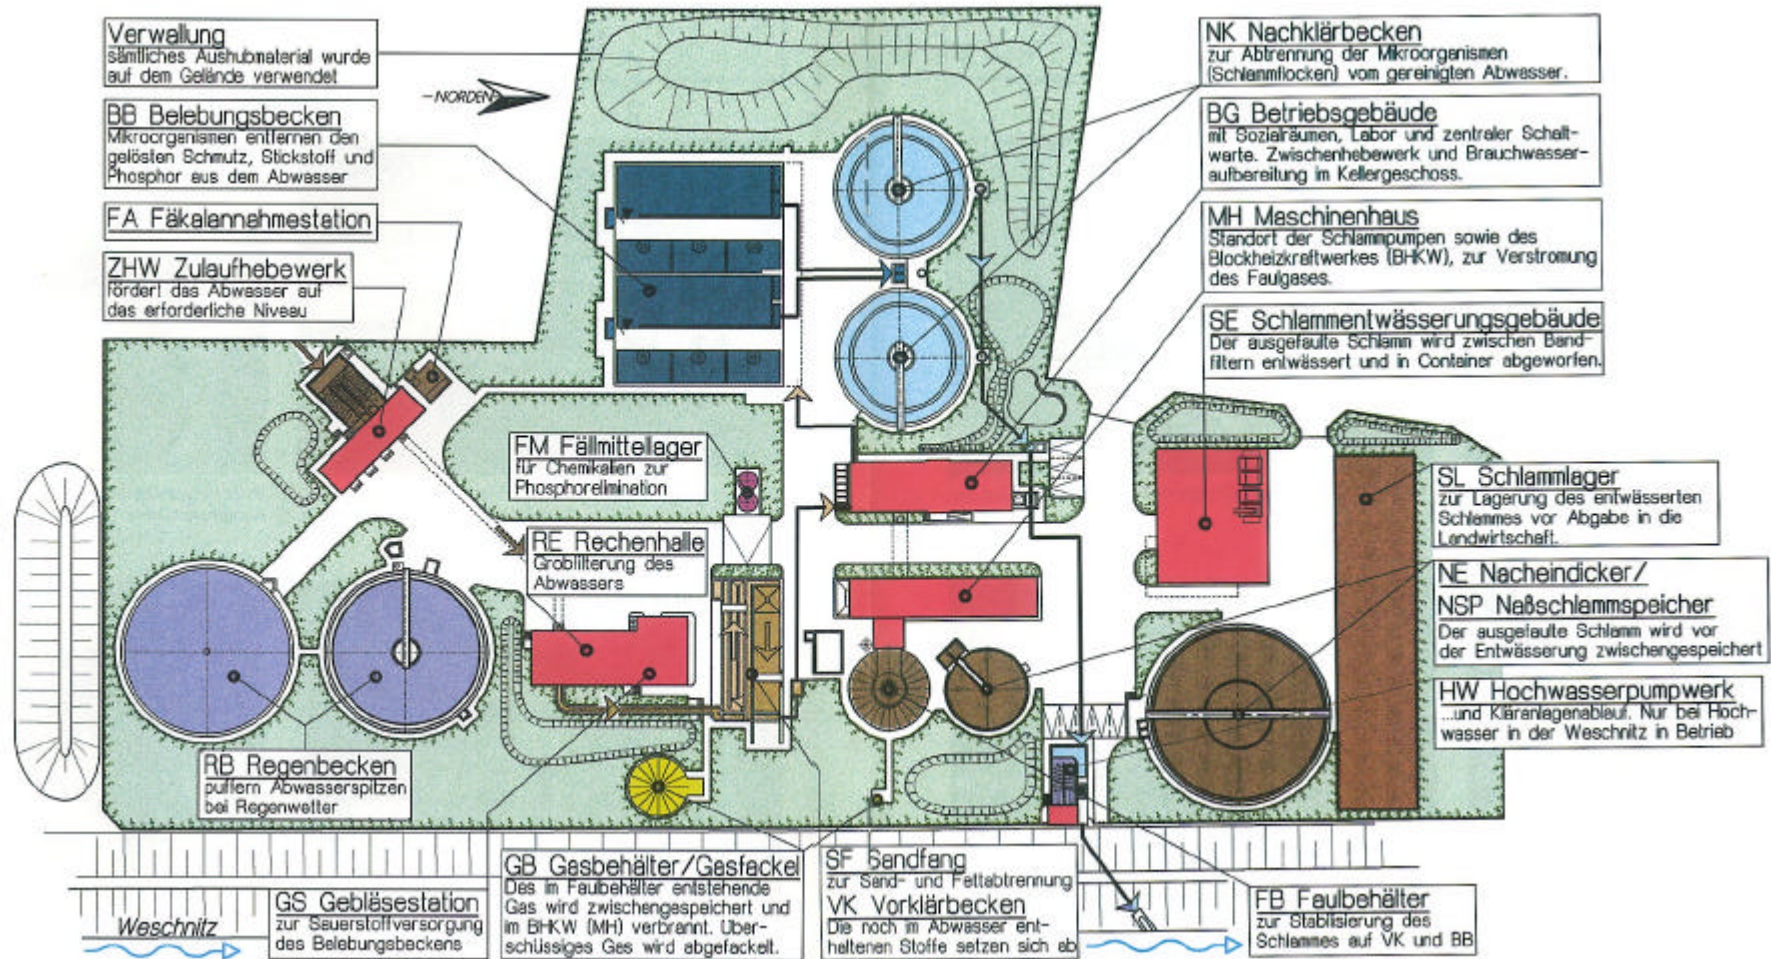 Verwallung
sämtliches Aushubmaterial wurde
auf dem Gelände verwendet
-NORDEN-
BB Belebungsbecken
Mikroorganismen entfernen den
gelösten Schmutz, Stickstoff und
Phosphor aus dem Abwasser
FA Fäkalannahmestation
ZHW Zulaufhebewerk
fördert das Abwasser auf
das erforderliche Niveau
FM Fällmittellager
für Chemikalien zur
Phosphorelimination
RE Rechenhalle
Grobfilterung des
Abwassers
RB Regenbecken
puffern Abwasserspitzen
bei Regenwetter
NK Nachklärbecken
zur Abtrennung der Mikroorganismen
(Schlammflocken) vom gereinigten Abwasser.
BG Betriebsgebäude
mit Sozialräumen, Labor und zentraler Schalt-
warte. Zwischenhebewerk und Brauchwasser-
aufbereitung im Kellergeschoss.
MH Maschinenhaus
Standort der Schlammpumpen sowie des
Blockheizkraftwerkes (BHKW), zur Verstromung
des Faulgases.
SE Schlammentwässerungsgebäude
Der ausgefaulte Schlamm wird zwischen Band-
filtern entwässert und in Container abgeworfen.
SL Schlammlager
zur Lagerung des entwässerten
Schlammes vor Abgabe in die
Landwirtschaft.
NE Nacheindicker/
NSP Naßschlammspeicher
Der ausgefaulte Schlamm wird vor
der Entwässerung zwischengespeichert
HW Hochwasserpumpwerk
...und Kläranlagenablauf. Nur bei Hoch-
wasser in der Weschnitz in Betrieb
Weschnitz
GS Gebläsestation
zur Sauerstoffversorgung
des Belebungsbeckens
GB Gasbehälter/Gasfackel
Das im Faulbehälter entstehende
Gas wird zwischengespeichert und
im BHKW (MH) verbrannt. Über-
schüssiges Gas wird abgefackelt.
SF Sandfang
zur Sand- und Fettabtrennung
VK Vorklärbecken
Die noch im Abwasser ent-
haltenen Stoffe setzen sich ab
FB Faulbehälter
zur Stabilisierung des
Schlammes auf VK und BB